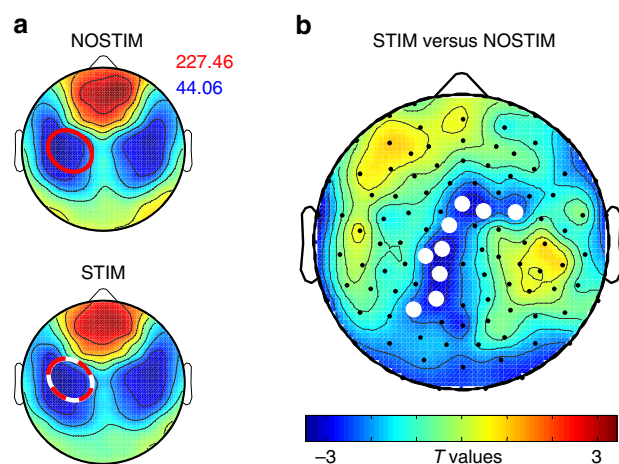 a
NOSTIM
227.46
44.06
STIM
b
STIM versus NOSTIM
–3
T values
3